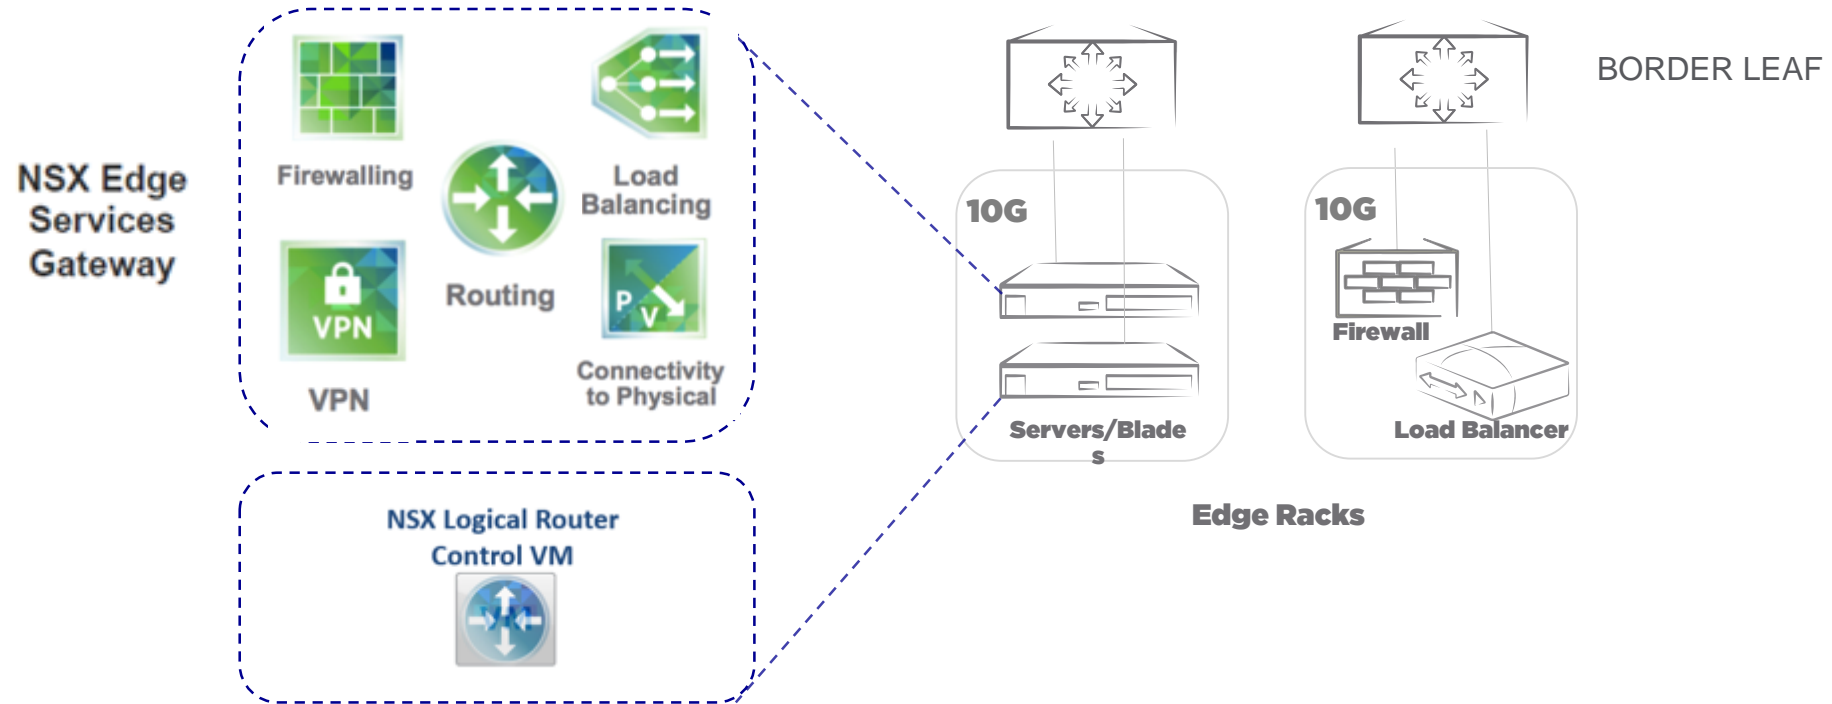 NSX Edge
Services
Gateway
Firewalling
Load
Balancing
Routing
VPN
VPN
P
V
Connectivity
to Physical
NSX Logical Router
Control VM
VM
BORDER LEAF
10G
Servers/Blade
s
10G
Firewall
Load Balancer
Edge Racks